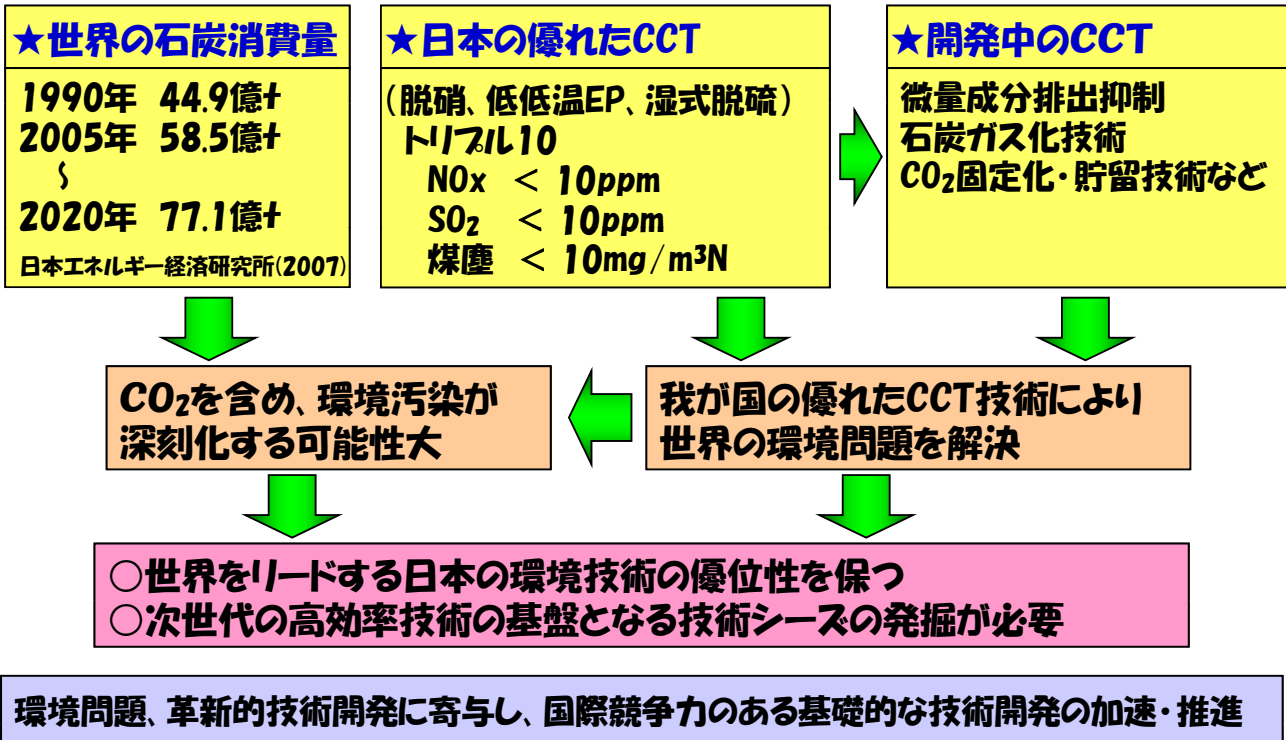 ★世界の石炭消費量
1990年 44.9億t
2005年 58.5億t
〜
2020年 77.1億t
日本エネルギー経済研究所(2007)
★日本の優れたCCT
(脱硝、低低温EP、湿式脱硫)
トリプル10
NOx < 10ppm
SO₂ < 10ppm
煤塵 < 10mg/m³N
★開発中のCCT
微量成分排出抑制
石炭ガス化技術
CO₂固定化・貯留技術など
CO₂を含め、環境汚染が
深刻化する可能性大
我が国の優れたCCT技術により
世界の環境問題を解決
○世界をリードする日本の環境技術の優位性を保つ
○次世代の高効率技術の基盤となる技術シーズの発掘が必要
環境問題、革新的技術開発に寄与し、国際競争力のある基礎的な技術開発の加速・推進